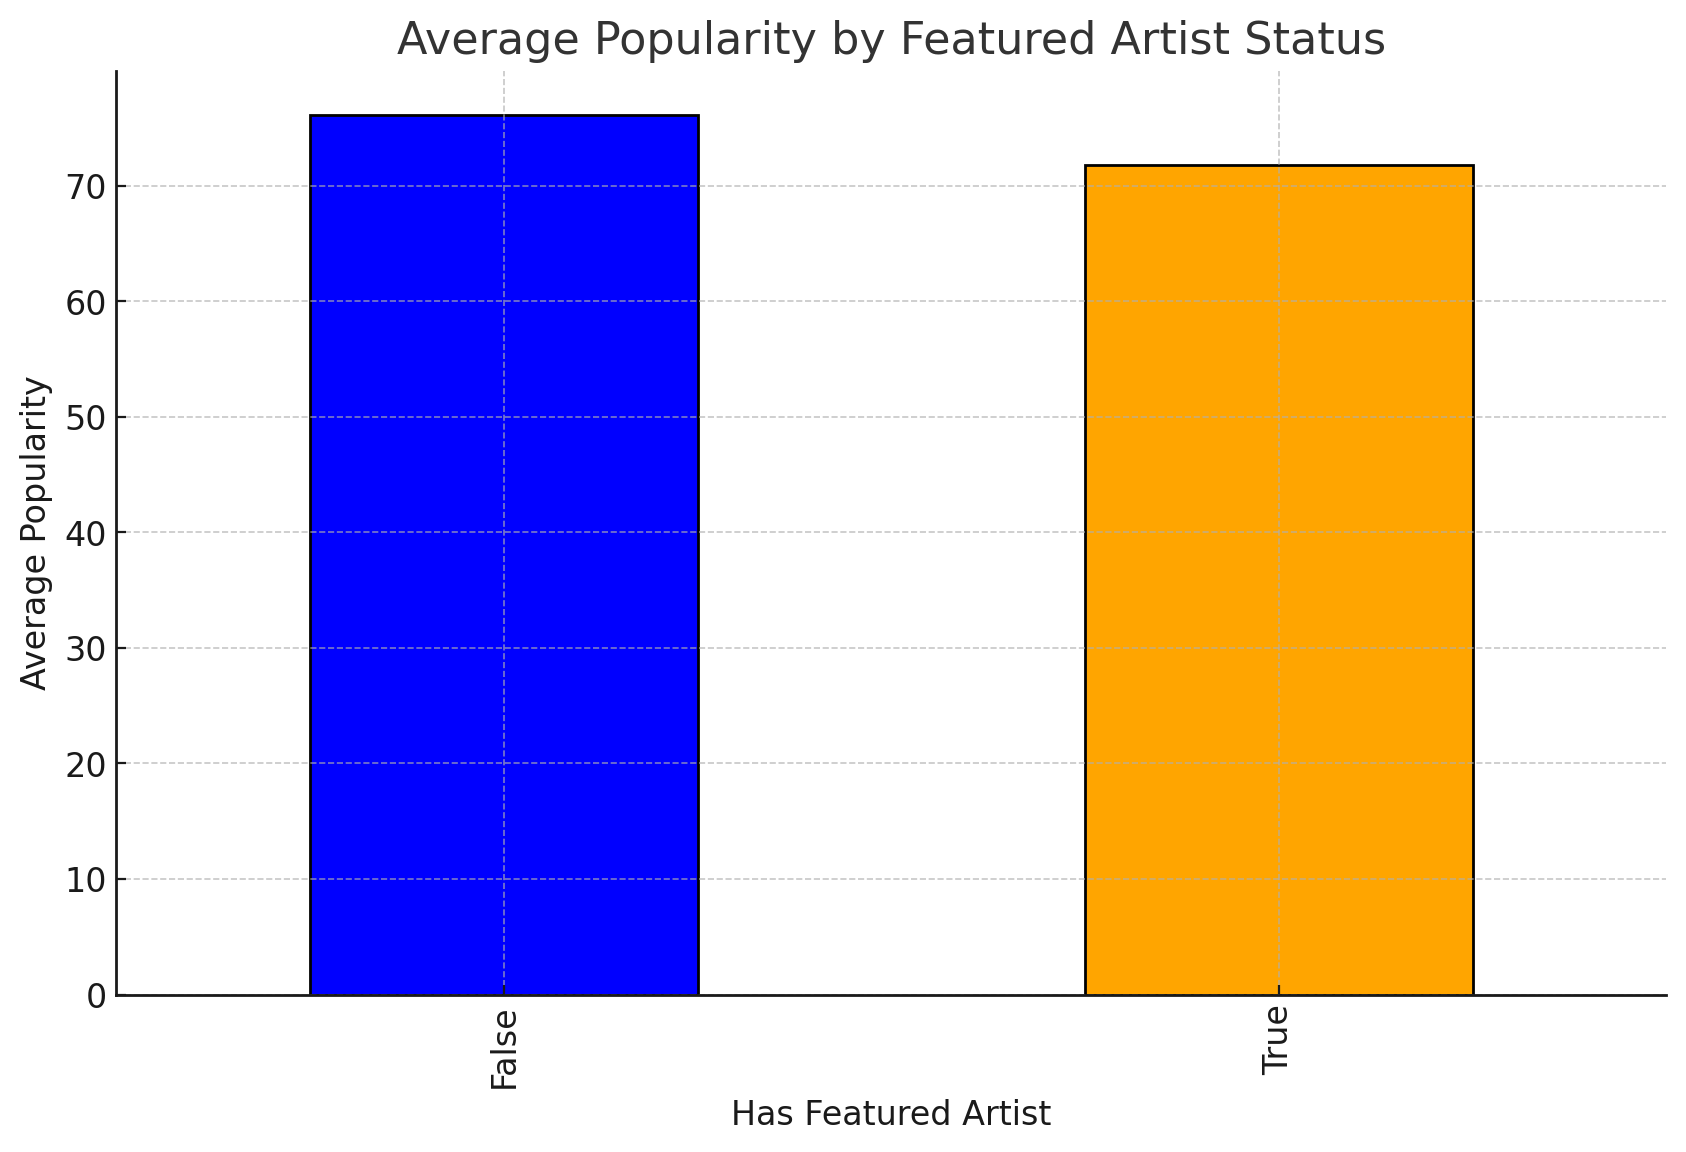 Average Popularity by Featured Artist Status
Average Popularity
70
60
50
40
30
20
10
0
False
True
Has Featured Artist